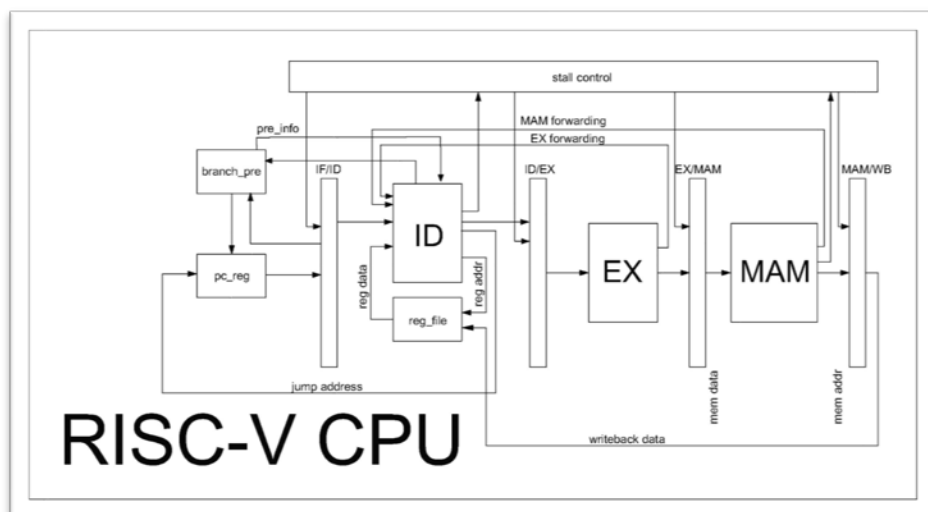 stall control
MAM forwarding
pre_info
EX forwarding
branch_pre
IF/ID
ID/EX
EX/MAM
MAM/WB
ID
pc_reg
EX
MAM
reg data
reg addr
reg_file
jump address
mem data
mem addr
RISC-V CPU
writeback data